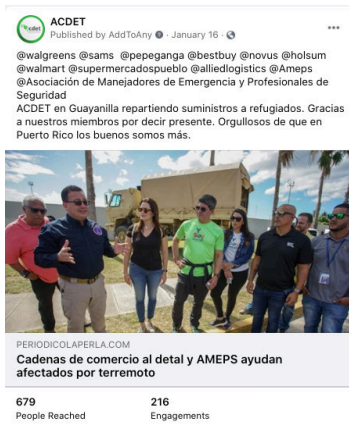 ACDET
Published by AddToAny · January 16 ·
@walgreens @sams @pepeganga @bestbuy @novus @holsum
@walmart @supermercadospueblo @alliedlogistics @Ameps
@Asociación de Manejadores de Emergencia y Profesionales de
Seguridad
ACDET en Guayanilla repartiendo suministros a refugiados. Gracias
a nuestros miembros por decir presente. Orgullosos de que en
Puerto Rico los buenos somos más.
PERIODICOLAPERLA.COM
Cadenas de comercio al detal y AMEPS ayudan
afectados por terremoto
679
People Reached
216
Engagements